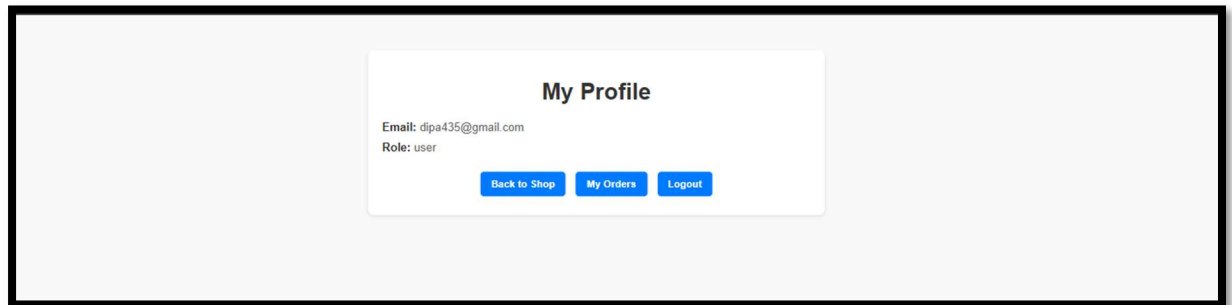 My Profile
Email: dipa435@gmail.com
Role: user
Back to Shop My Orders Logout